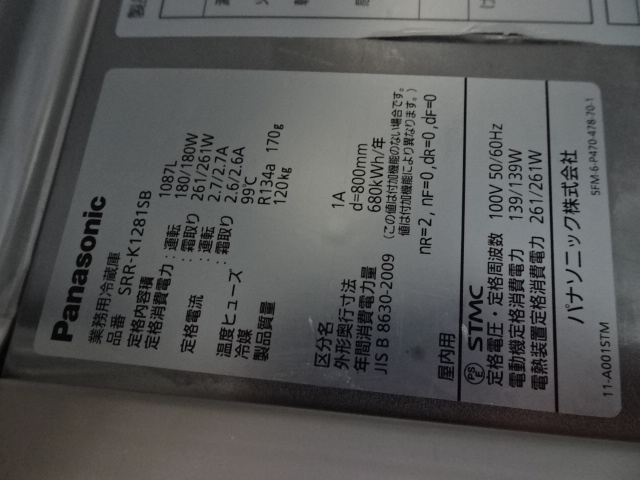 Panasonic
業務用冷蔵庫
品番 SRR-K1281SB
定格内容積 1087L
定格消費電力：運転 180/180W
：霜取り 261/261W
定格電流 ：運転 2.7/2.7A
：霜取り 2.6/2.6A
温度ヒューズ 99℃
冷媒 R134a 170g
製品質量 120kg
区分名 1A
外形奥行寸法 d=800mm
年間消費電力量 680kWh/年
JIS B 8630-2009 （この値は付加機能のない場合です。
値は付加機能により異なります。）
nR=2, nF=0,dR=0,dF=0
屋内用
PSE STMC
定格電圧・定格周波数 100V 50/60Hz
電動機定格消費電力 139/139W
電熱装置定格消費電力 261/261W
パナソニック株式会社
11-A001STM 5FM-6-P470-478-70-1